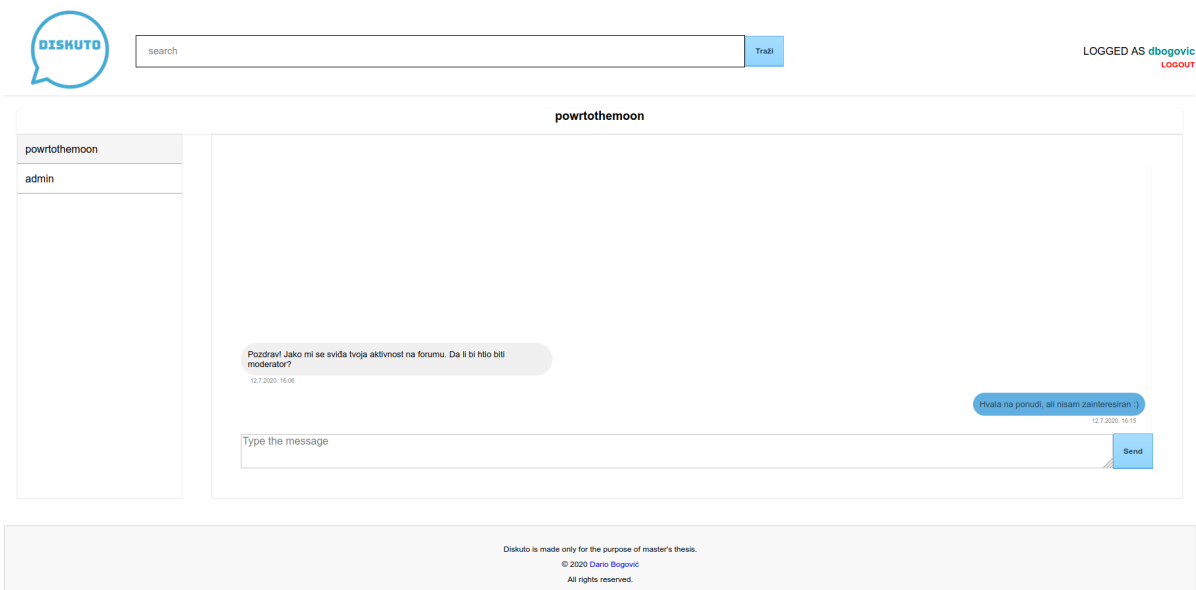 DISKUTO
search
Traži
LOGGED AS dbogovic
LOGOUT
powrtothemoon
powrtothemoon
admin
Pozdrav! Jako mi se sviđa tvoja aktivnost na forumu. Da li bi htio biti
moderator?
12.7.2020. 16:06
Hvala na ponudi, ali nisam zainteresiran :)
12.7.2020. 16:15
Type the message
Send
Diskuto is made only for the purpose of master's thesis.
© 2020 Dario Bogović
All rights reserved.